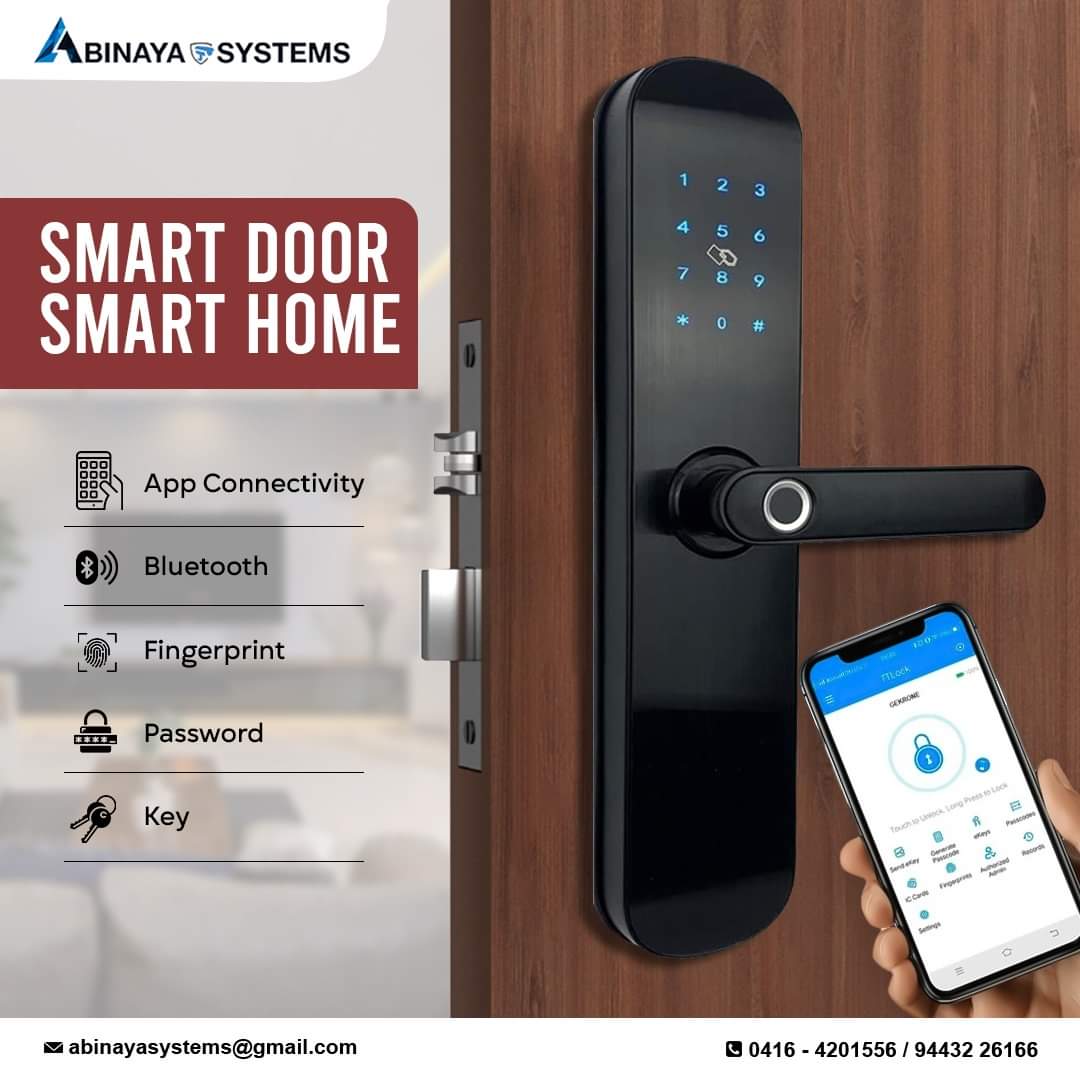 ABINAYA SYSTEMS
SMART DOOR
SMART HOME
App Connectivity
Bluetooth
Fingerprint
Password
****
Key
1 2 3
4 5 6
7 8 9
* 0 #
TTLock
GEKRONE
Touch to Unlock, Long Press to Lock
Send eKey
Generate Passcode
eKeys
Passcodes
IC Cards
Fingerprints
Authorized Admin
Records
Settings
abinayasystems@gmail.com
0416 - 4201556 / 94432 26166